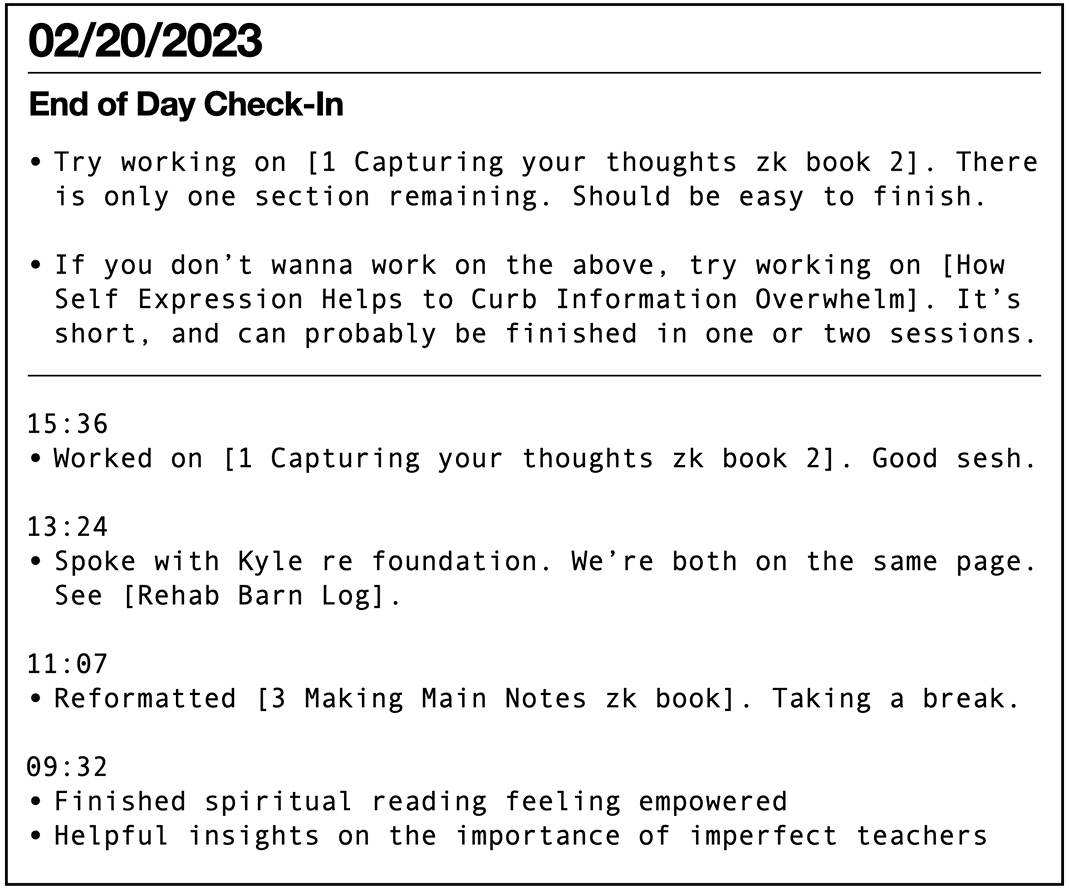 02/20/2023
End of Day Check-In
• Try working on [1 Capturing your thoughts zk book 2]. There
is only one section remaining. Should be easy to finish.
• If you don’t wanna work on the above, try working on [How
Self Expression Helps to Curb Information Overwhelm]. It’s
short, and can probably be finished in one or two sessions.
15:36
• Worked on [1 Capturing your thoughts zk book 2]. Good sesh.
13:24
• Spoke with Kyle re foundation. We’re both on the same page.
See [Rehab Barn Log].
11:07
• Reformatted [3 Making Main Notes zk book]. Taking a break.
09:32
• Finished spiritual reading feeling empowered
• Helpful insights on the importance of imperfect teachers